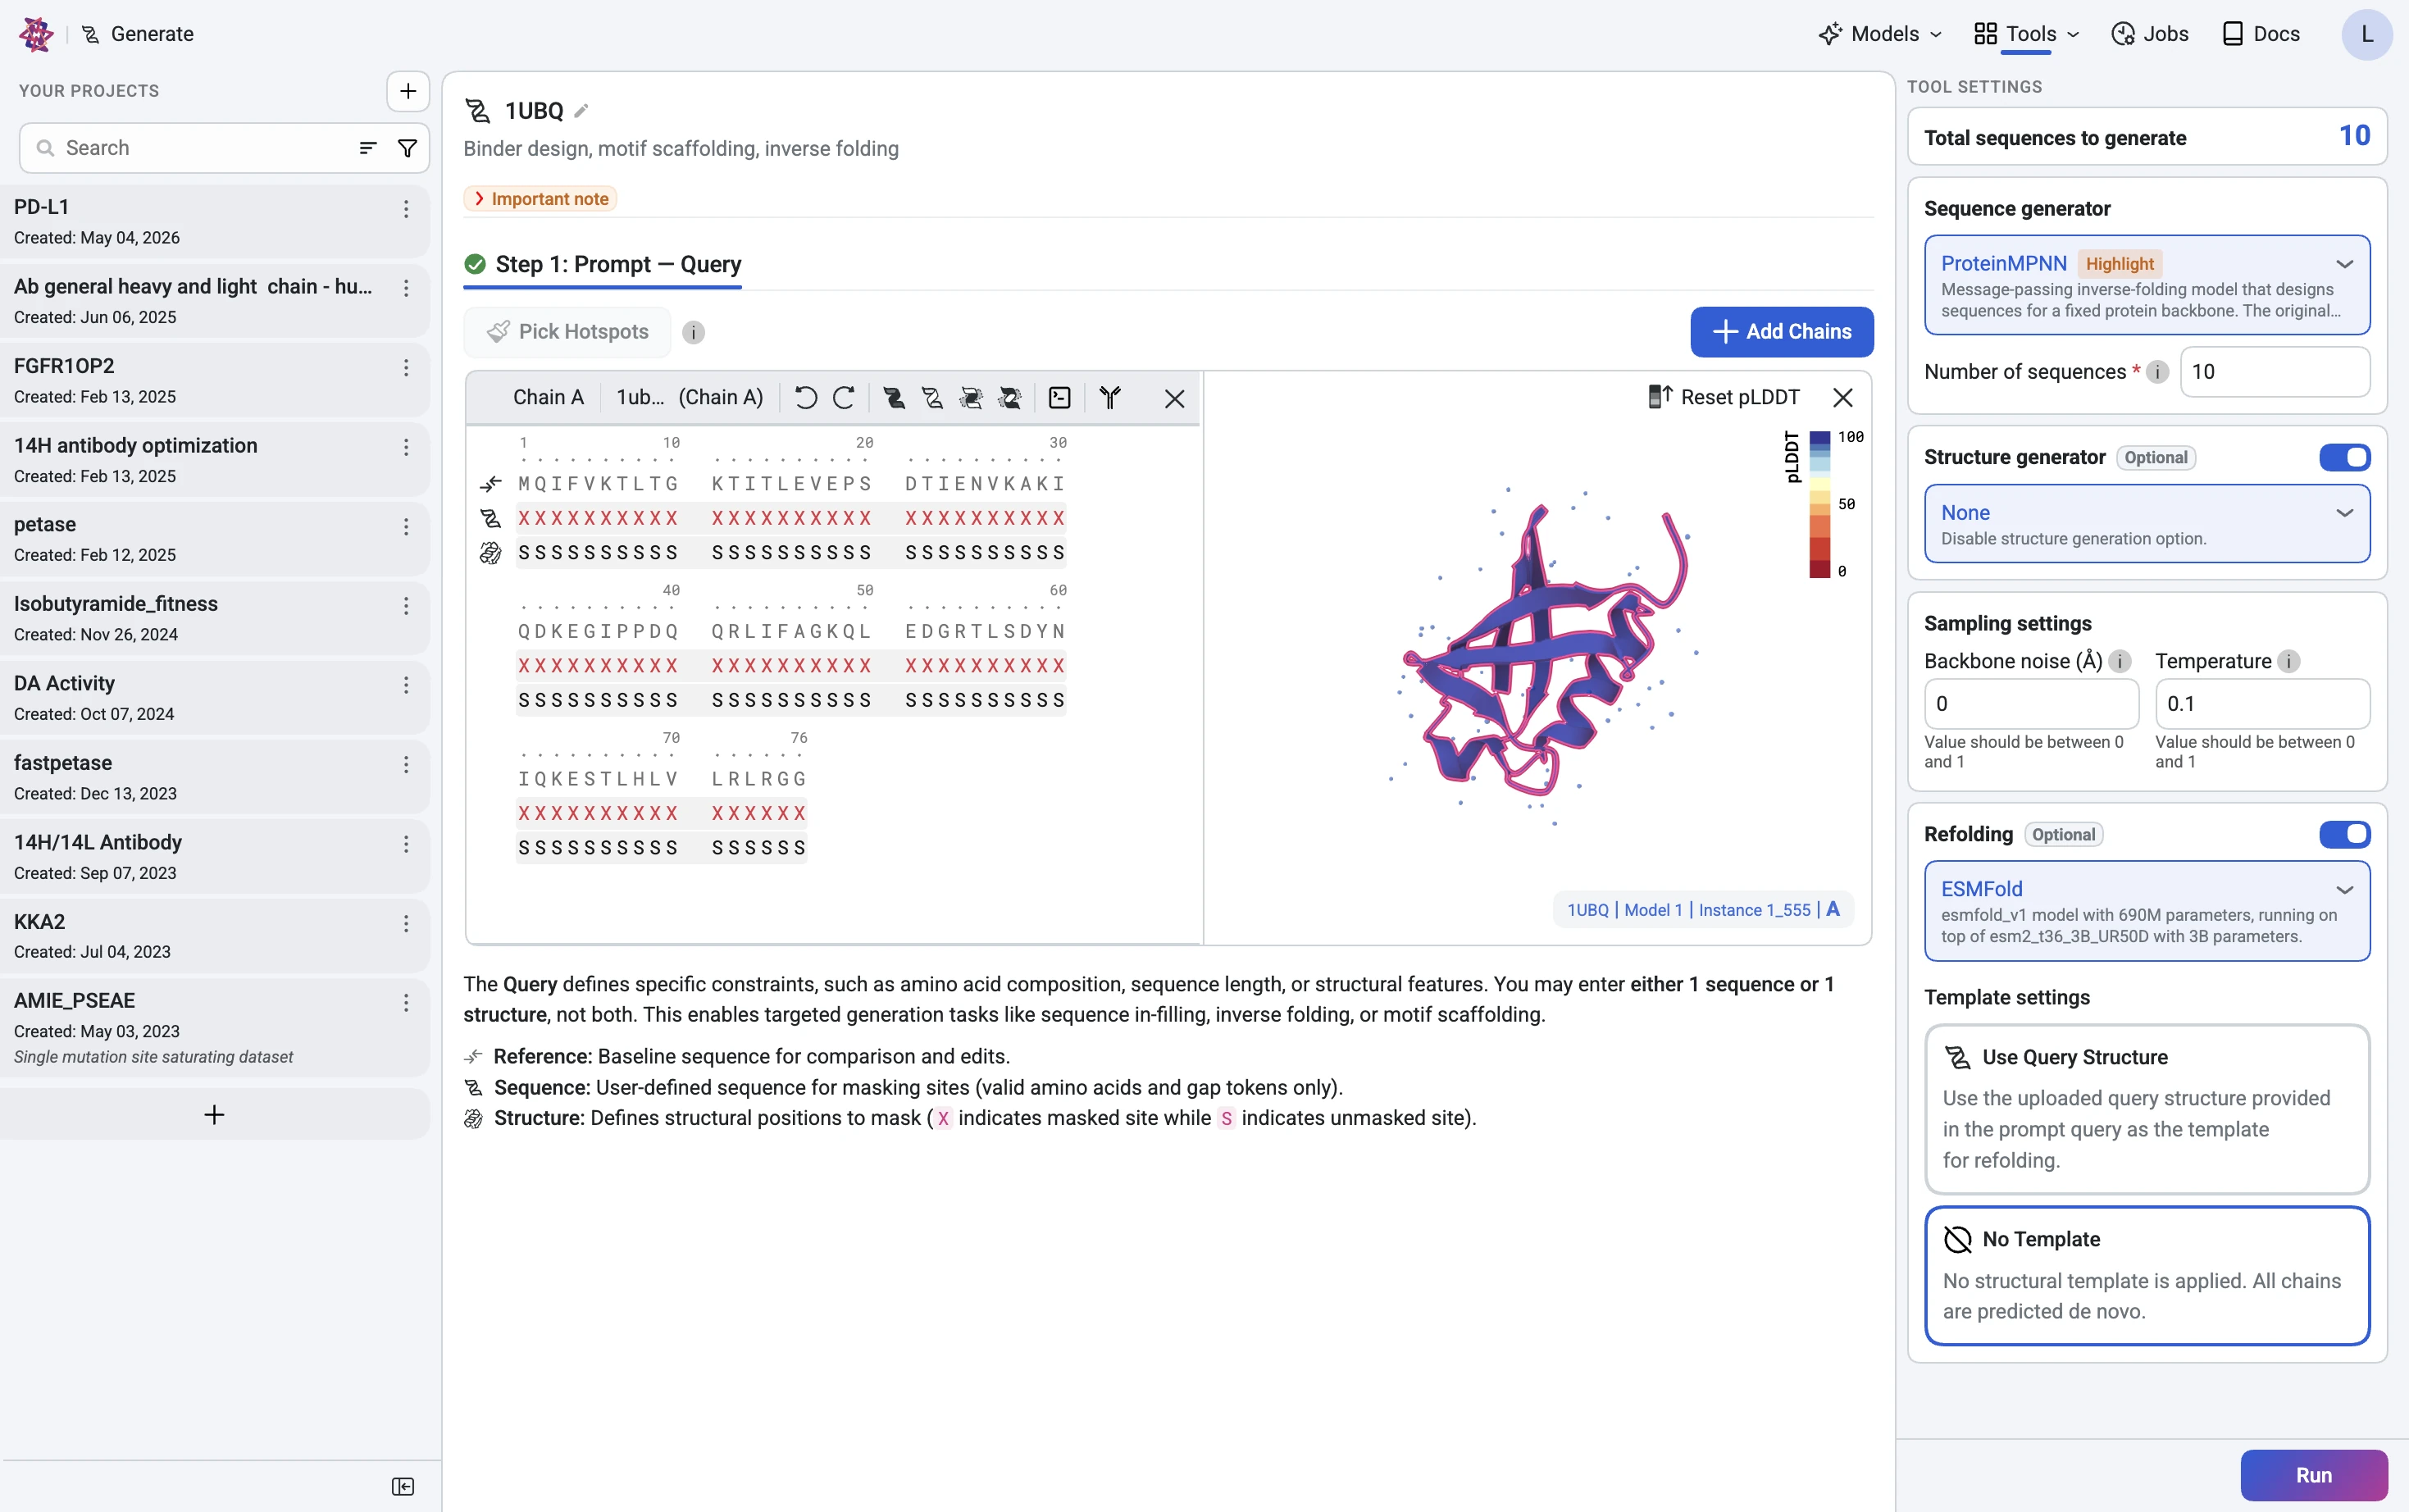 Generate
Models
Tools
Jobs
Docs
L
YOUR PROJECTS
Search
PD-L1
Created: May 04, 2026
Ab general heavy and light chain - hu...
Created: Jun 06, 2025
FGFR1OP2
Created: Feb 13, 2025
14H antibody optimization
Created: Feb 13, 2025
petase
Created: Feb 12, 2025
Isobutyramide_fitness
Created: Nov 26, 2024
DA Activity
Created: Oct 07, 2024
fastpetase
Created: Dec 13, 2023
14H/14L Antibody
Created: Sep 07, 2023
KKA2
Created: Jul 04, 2023
AMIE_PSEAE
Created: May 03, 2023
Single mutation site saturating dataset
1UBQ
Binder design, motif scaffolding, inverse folding
Important note
Step 1: Prompt — Query
Pick Hotspots
i
Add Chains
Chain A
1ub... (Chain A)
1 10 20 30
MQIFVKTLTG KTITLEVEPS DTIENVKAKI
XXXXXXXXXX XXXXXXXXXX XXXXXXXXXX
SSSSSSSSSS SSSSSSSSSS SSSSSSSSSS
40 50 60
QDKEGIPPDQ QRLIFAGKQL EDGRTLSDYN
XXXXXXXXXX XXXXXXXXXX XXXXXXXXXX
SSSSSSSSSS SSSSSSSSSS SSSSSSSSSS
70 76
IQKESTLHLV LRLRGG
XXXXXXXXXX XXXXXX
SSSSSSSSSS SSSSSS
Reset pLDDT
pLDDT
100
50
0
1UBQ | Model 1 | Instance 1_555 | A
The Query defines specific constraints, such as amino acid composition, sequence length, or structural features. You may enter either 1 sequence or 1
structure, not both. This enables targeted generation tasks like sequence in-filling, inverse folding, or motif scaffolding.
Reference: Baseline sequence for comparison and edits.
Sequence: User-defined sequence for masking sites (valid amino acids and gap tokens only).
Structure: Defines structural positions to mask ( X indicates masked site while S indicates unmasked site).
TOOL SETTINGS
Total sequences to generate 10
Sequence generator
ProteinMPNN Highlight
Message-passing inverse-folding model that designs
sequences for a fixed protein backbone. The original...
Number of sequences * i 10
Structure generator Optional
None
Disable structure generation option.
Sampling settings
Backbone noise (Å) i Temperature i
0 0.1
Value should be between 0
and 1
Value should be between 0
and 1
Refolding Optional
ESMFold
esmfold_v1 model with 690M parameters, running on
top of esm2_t36_3B_UR50D with 3B parameters.
Template settings
Use Query Structure
Use the uploaded query structure provided
in the prompt query as the template
for refolding.
No Template
No structural template is applied. All chains
are predicted de novo.
Run